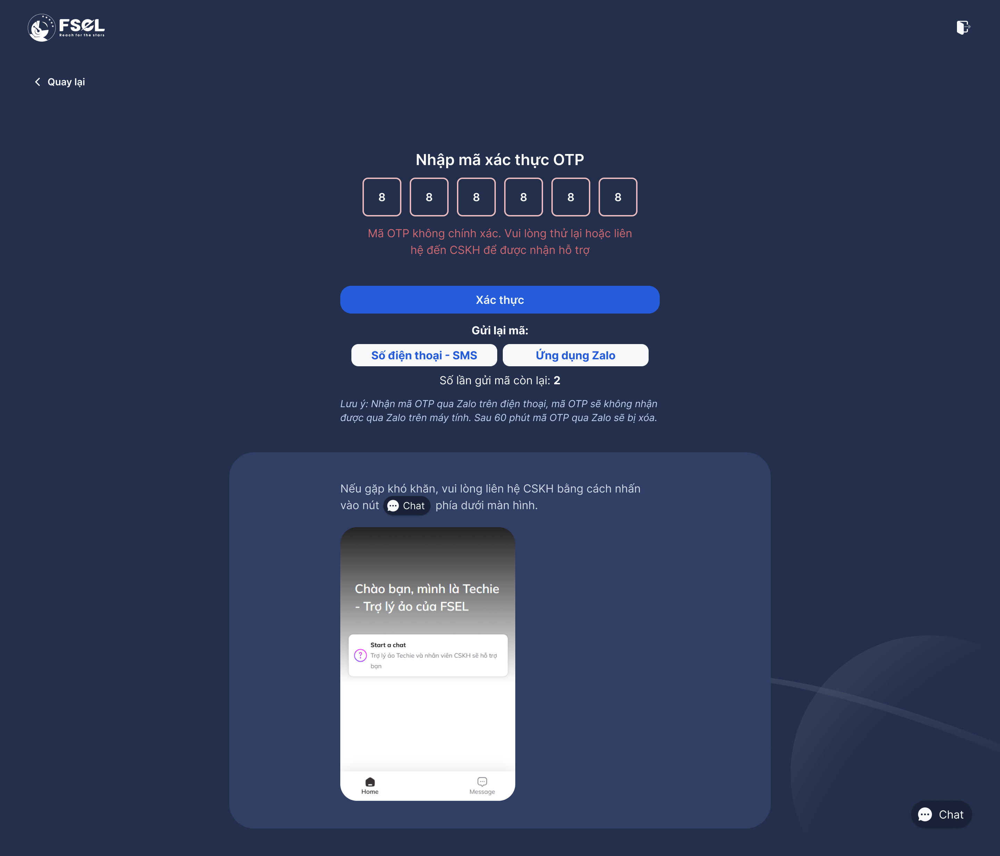 FSEL
Reach for the stars
Quay lại
Nhập mã xác thực OTP
8 8 8 8 8 8
Mã OTP không chính xác. Vui lòng thử lại hoặc liên
hệ đến CSKH để được nhận hỗ trợ
Xác thực
Gửi lại mã:
Số điện thoại - SMS
Ứng dụng Zalo
Số lần gửi mã còn lại: 2
Lưu ý: Nhận mã OTP qua Zalo trên điện thoại, mã OTP sẽ không nhận
được qua Zalo trên máy tính. Sau 60 phút mã OTP qua Zalo sẽ bị xóa.
Nếu gặp khó khăn, vui lòng liên hệ CSKH bằng cách nhấn
vào nút Chat phía dưới màn hình.
Chào bạn, mình là Techie
- Trợ lý ảo của FSEL
Start a chat
Trợ lý ảo Techie và nhân viên CSKH sẽ hỗ trợ
bạn
Home
Message
Chat